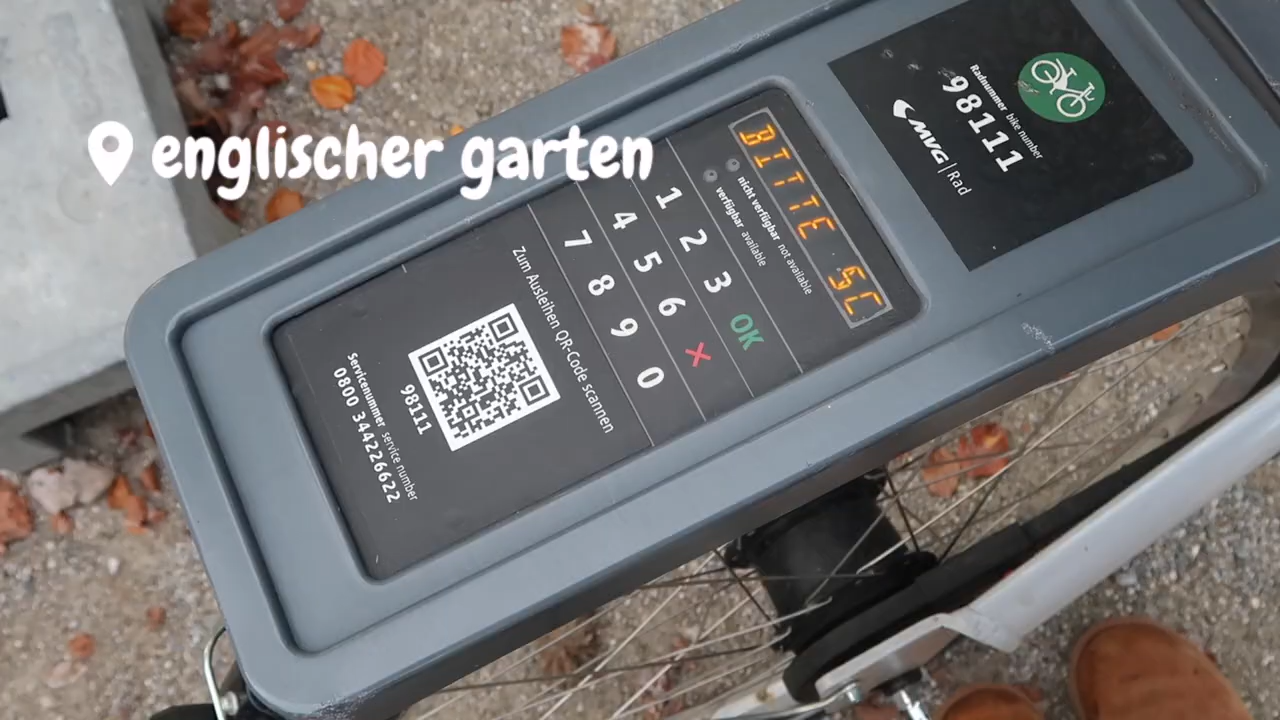 englischer garten
Radnummer bike number
98111
MVG | Rad
BITTE SC
nicht verfügbar not available
verfügbar available
1 2 3 OK
4 5 6 X
7 8 9 0
Zum Ausleihen QR-Code scannen
98111
Servicenummer service number
0800 344226622